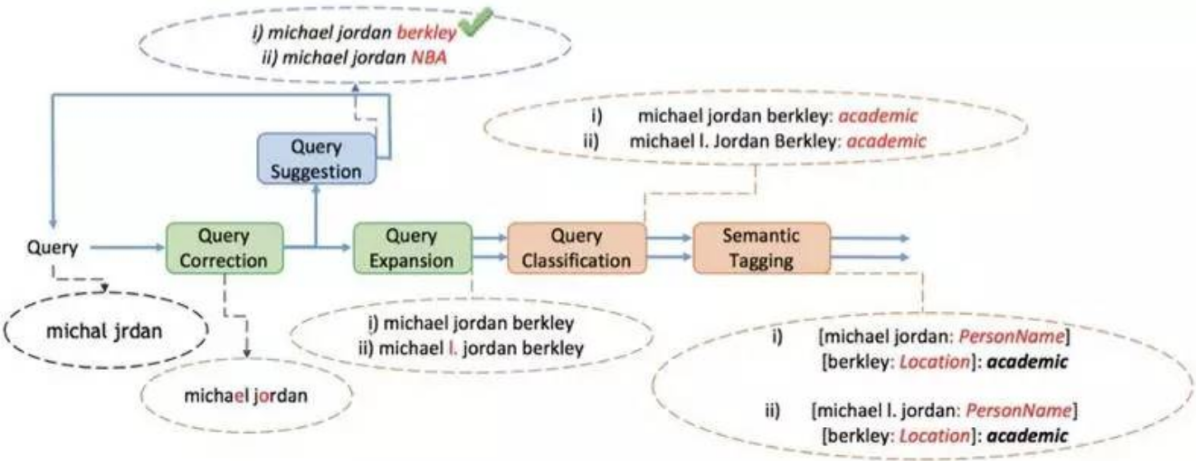 i) michael jordan berkley
ii) michael jordan NBA
i) michael jordan berkley: academic
ii) michael l. Jordan Berkley: academic
Query
Suggestion
Query
Query
Correction
Query
Expansion
Query
Classification
Semantic
Tagging
michal jrdan
michael jordan
i) michael jordan berkley
ii) michael l. jordan berkley
i) [michael jordan: PersonName]
[berkley: Location]: academic
ii) [michael l. jordan: PersonName]
[berkley: Location]: academic